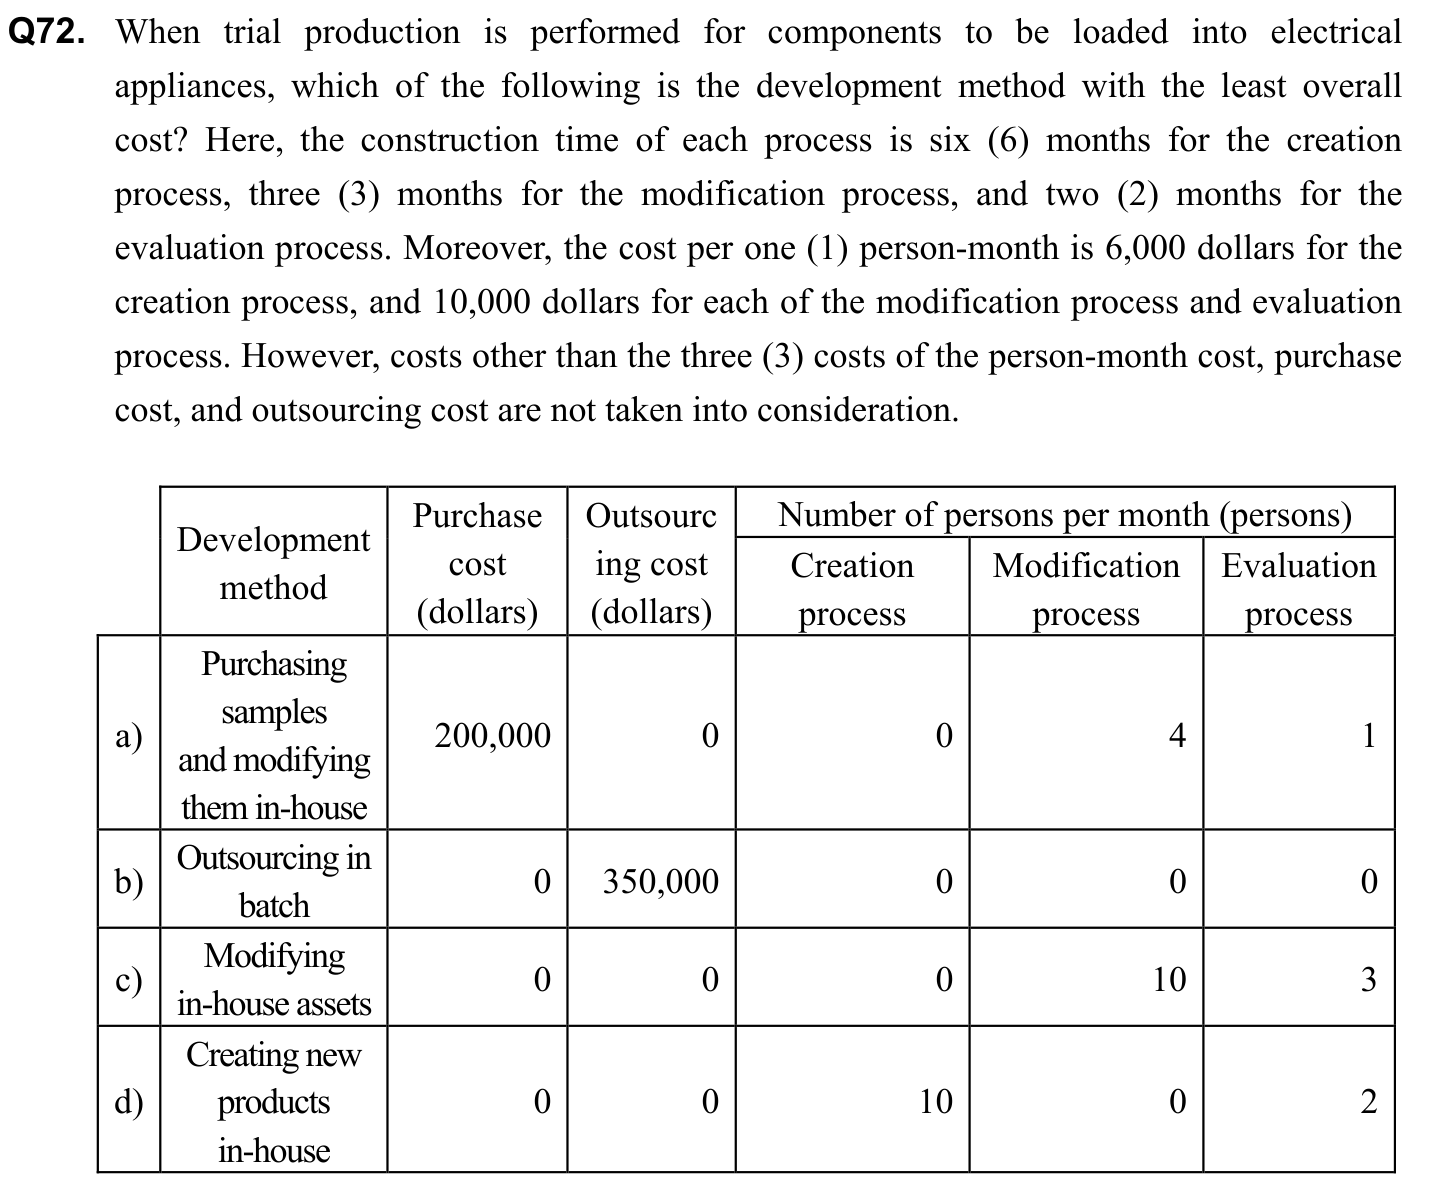 Q72. When trial production is performed for components to be loaded into electrical
appliances, which of the following is the development method with the least overall
cost? Here, the construction time of each process is six (6) months for the creation
process, three (3) months for the modification process, and two (2) months for the
evaluation process. Moreover, the cost per one (1) person-month is 6,000 dollars for the
creation process, and 10,000 dollars for each of the modification process and evaluation
process. However, costs other than the three (3) costs of the person-month cost, purchase
cost, and outsourcing cost are not taken into consideration.
Development
method
Purchase
cost
(dollars)
Outsourc
ing cost
(dollars)
Number of persons per month (persons)
Creation
process
Modification
process
Evaluation
process
a)
Purchasing
samples
and modifying
them in-house
200,000
0
0
4
1
b)
Outsourcing in
batch
0
350,000
0
0
0
c)
Modifying
in-house assets
0
0
0
10
3
d)
Creating new
products
in-house
0
0
10
0
2